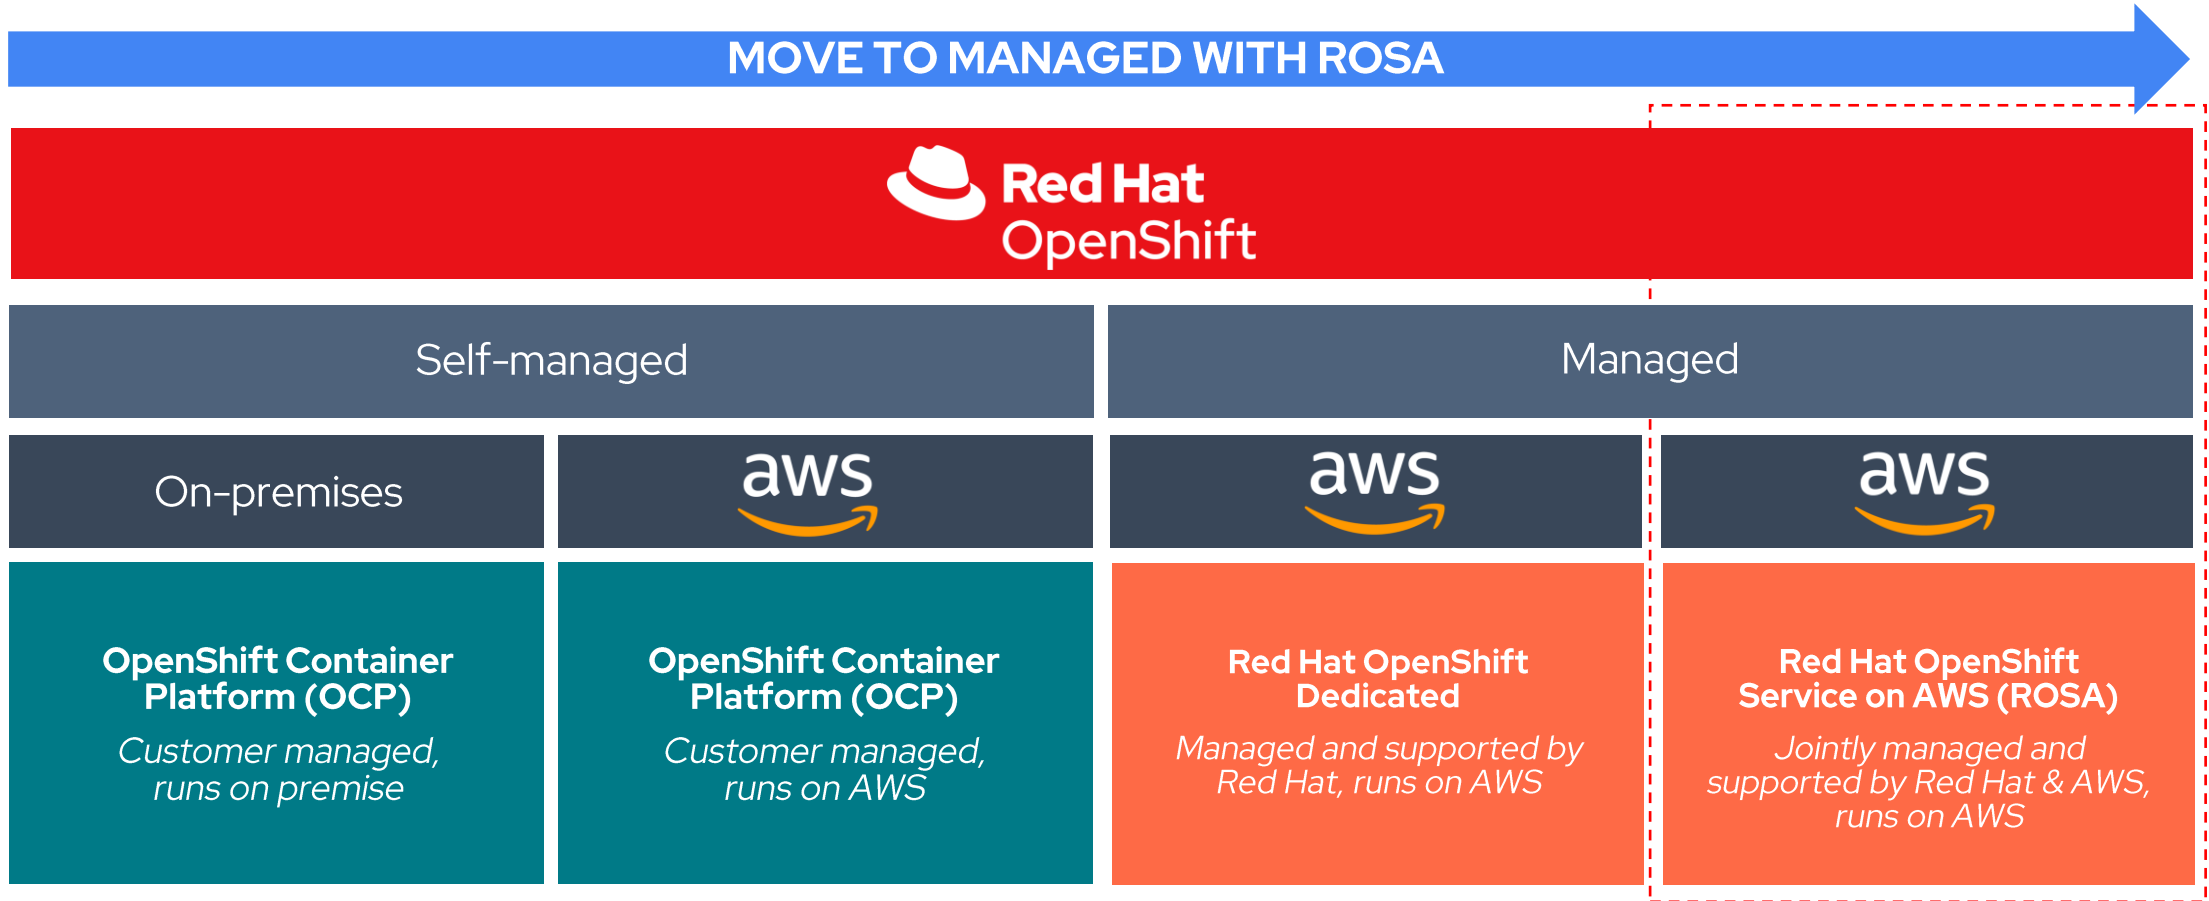 MOVE TO MANAGED WITH ROSA
Red Hat
OpenShift
Self-managed
Managed
On-premises
aws
aws
aws
OpenShift Container
Platform (OCP)
Customer managed,
runs on premise
OpenShift Container
Platform (OCP)
Customer managed,
runs on AWS
Red Hat OpenShift
Dedicated
Managed and supported by
Red Hat, runs on AWS
Red Hat OpenShift
Service on AWS (ROSA)
Jointly managed and
supported by Red Hat & AWS,
runs on AWS